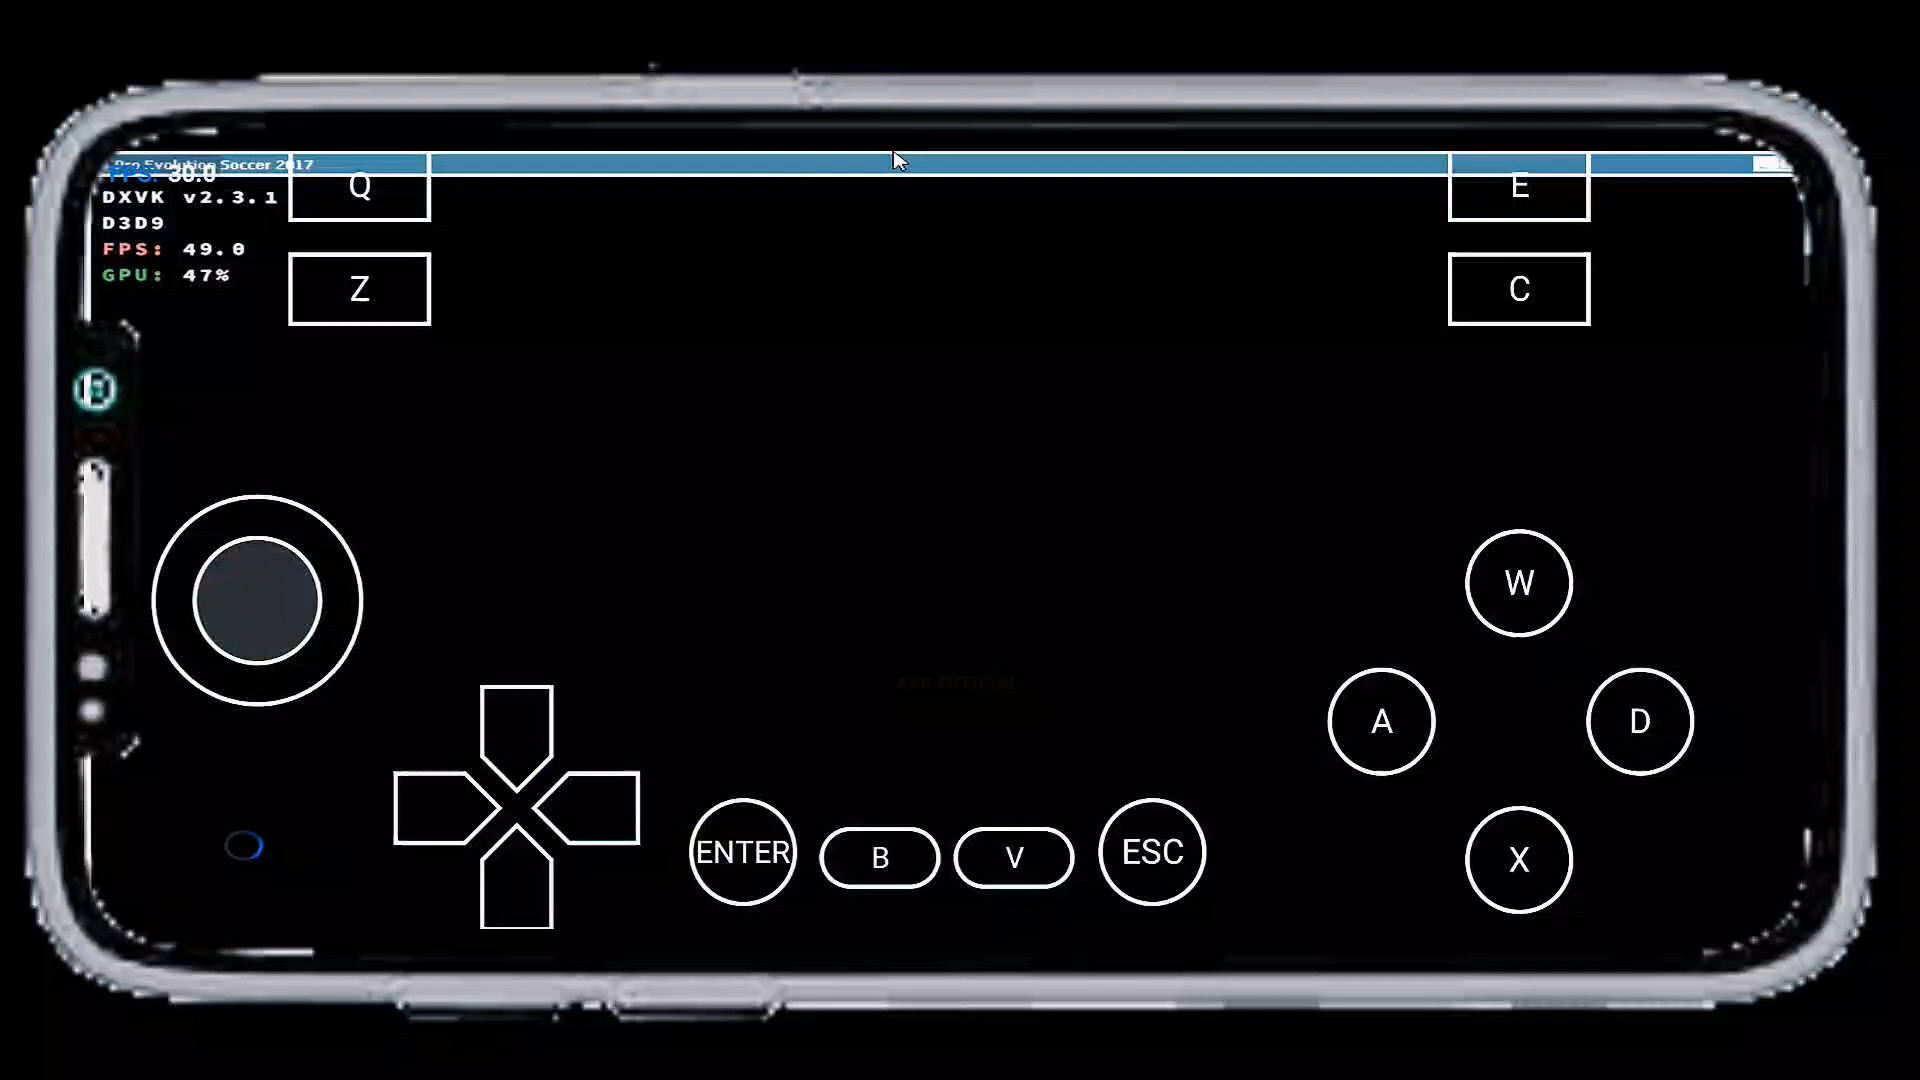 Pro Evolution Soccer 2017
FPS: 30.0
DXVK v2.3.1
D3D9
FPS: 49.0
GPU: 47%
Q
Z
E
C
W
A
D
X
ENTER
B
V
ESC